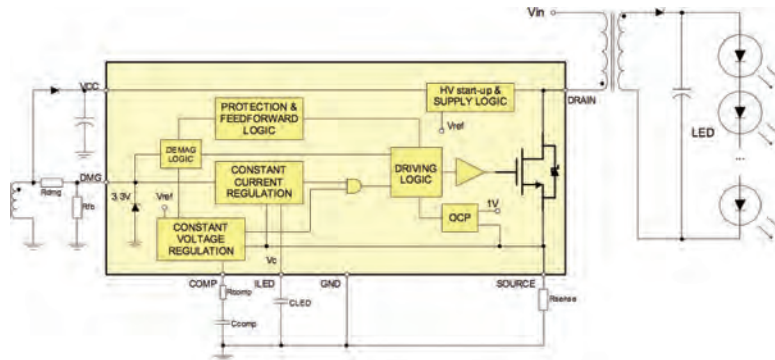 Vin
VCC
HV start-up &
SUPPLY LOGIC
DRAIN
PROTECTION &
FEEDFORWARD
LOGIC
Vref
LED
DEMAG
LOGIC
DMG
Rdmg
Rfb
3.3V
CONSTANT
CURRENT
REGULATION
DRIVING
LOGIC
Vref
1V
OCP
CONSTANT
VOLTAGE
REGULATION
Vc
...
COMP
ILED
GND
SOURCE
Rcomp
CLED
Rsense
Ccomp